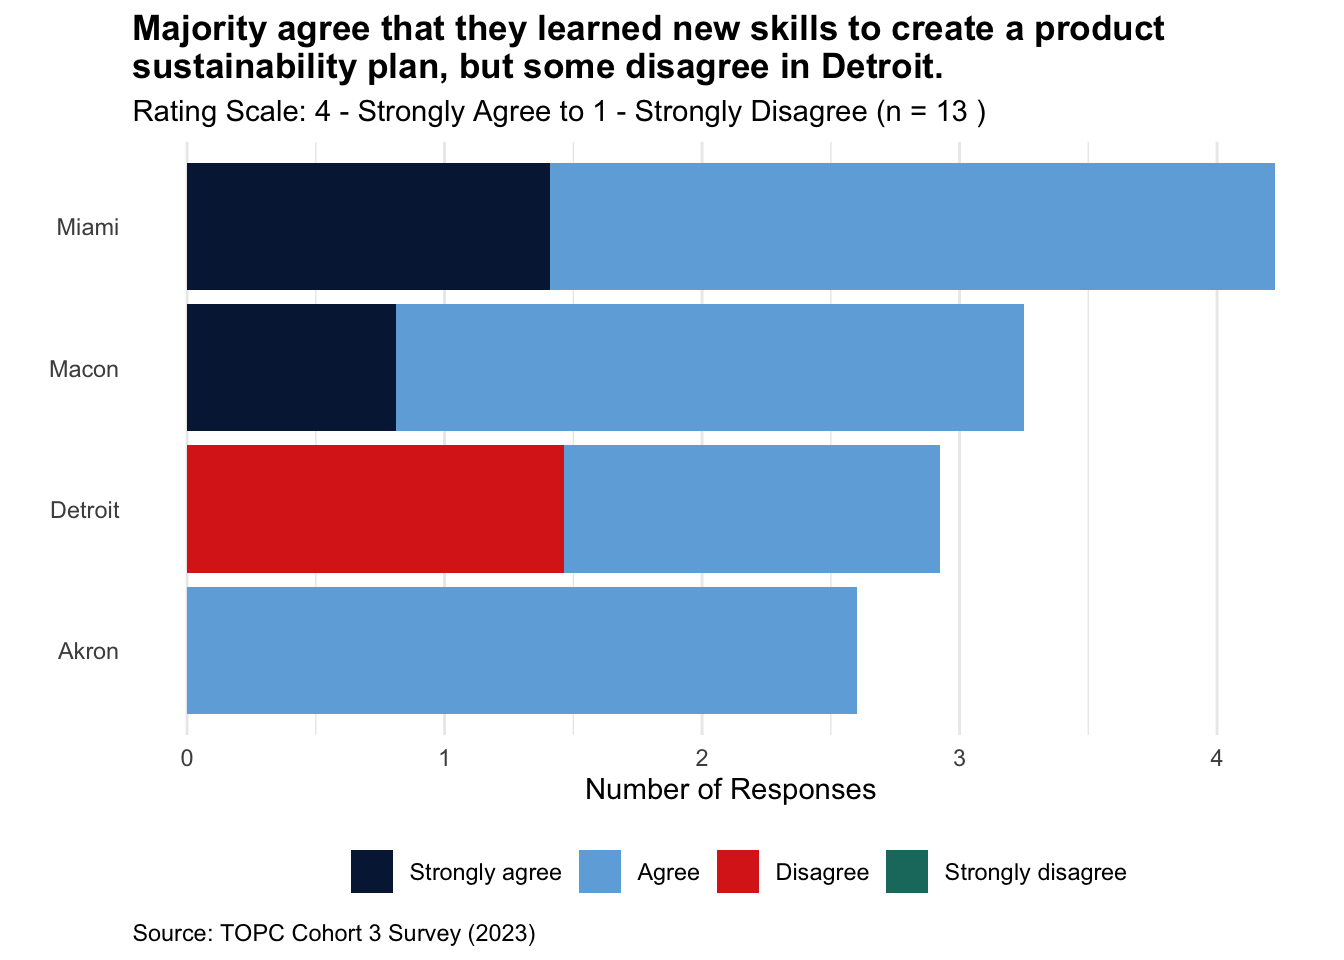 Majority agree that they learned new skills to create a product
sustainability plan, but some disagree in Detroit.
Rating Scale: 4 - Strongly Agree to 1 - Strongly Disagree (n = 13 )
Miami
Macon
Detroit
Akron
0 1 2 3 4
Number of Responses
Strongly agree Agree Disagree Strongly disagree
Source: TOPC Cohort 3 Survey (2023)